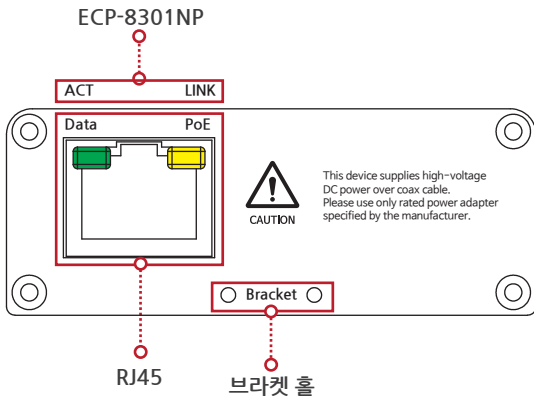 ECP-8301NP
ACT LINK
Data PoE
This device supplies high-voltage
DC power over coax cable.
Please use only rated power adapter
specified by the manufacturer.
CAUTION
Bracket
RJ45
브라켓 홀